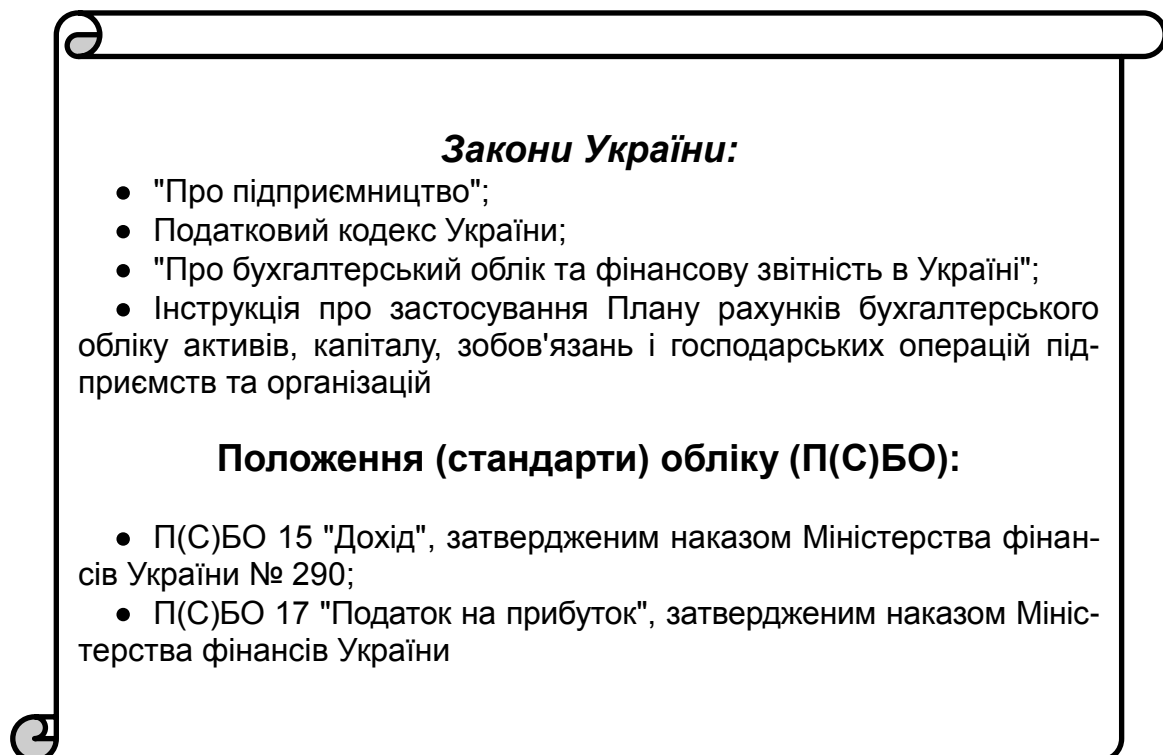 Закони України:
● "Про підприємництво";
● Податковий кодекс України;
● "Про бухгалтерський облік та фінансову звітність в Україні";
● Інструкція про застосування Плану рахунків бухгалтерського
обліку активів, капіталу, зобов'язань і господарських операцій під-
приємств та організацій
Положення (стандарти) обліку (П(С)БО):
● П(С)БО 15 "Дохід", затвердженим наказом Міністерства фінан-
сів України № 290;
● П(С)БО 17 "Податок на прибуток", затвердженим наказом Мініс-
терства фінансів України